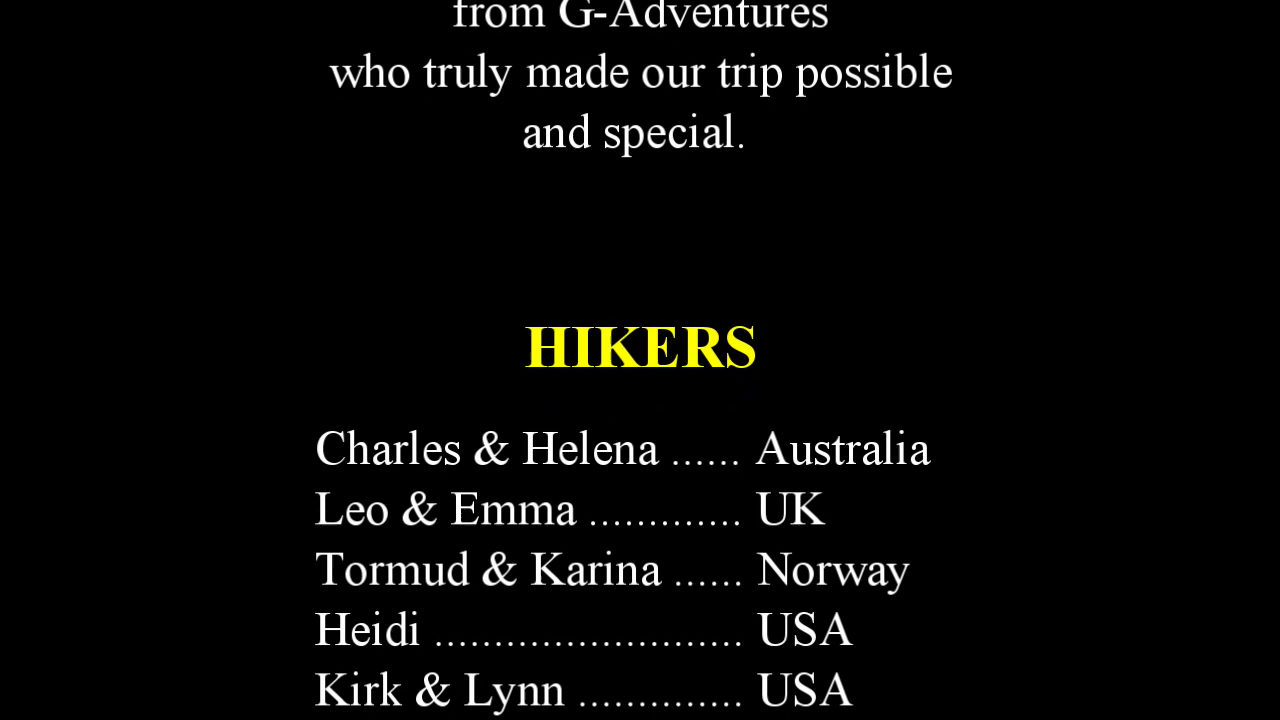 from G-Adventures
who truly made our trip possible
and special.
HIKERS
Charles & Helena ...... Australia
Leo & Emma ............. UK
Tormud & Karina ...... Norway
Heidi .......................... USA
Kirk & Lynn .............. USA